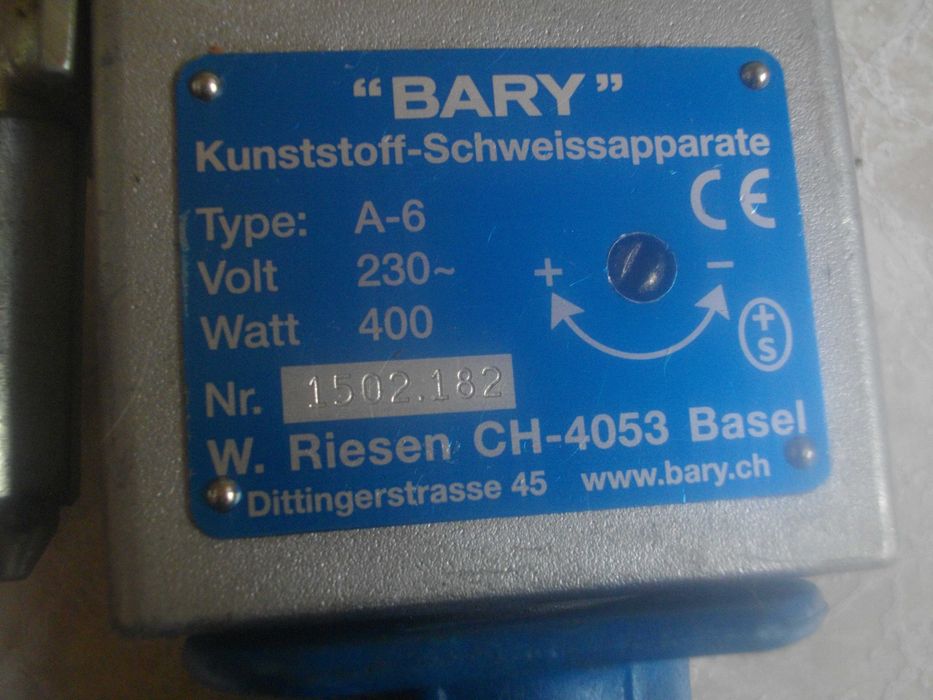 “BARY”
Kunststoff-Schweissapparate
CE
Type: A-6
Volt 230~
+ −
Watt 400
+S
Nr. 1502.182
W. Riesen CH-4053 Basel
Dittingerstrasse 45 www.bary.ch